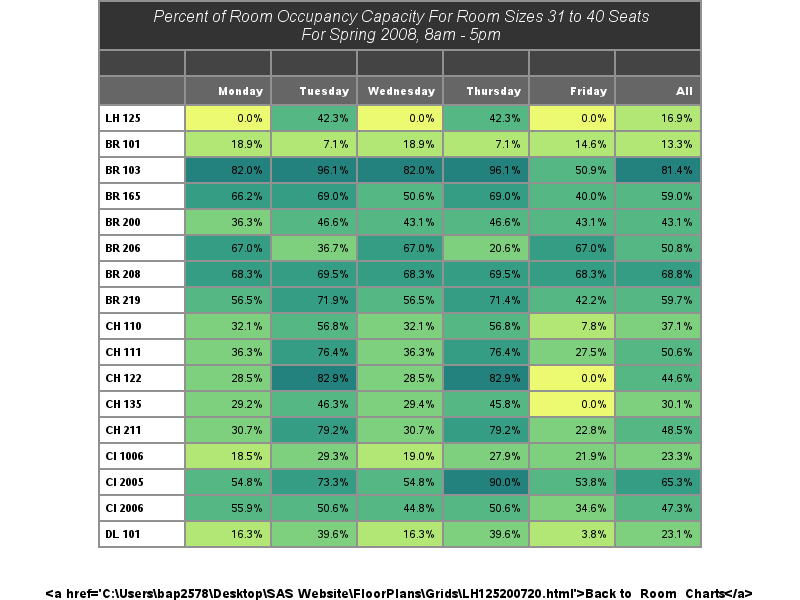 Percent of Room Occupancy Capacity For Room Sizes 31 to 40 Seats
For Spring 2008, 8am - 5pm
Monday Tuesday Wednesday Thursday Friday All
LH 125 0.0% 42.3% 0.0% 42.3% 0.0% 16.9%
BR 101 18.9% 7.1% 18.9% 7.1% 14.6% 13.3%
BR 103 82.0% 96.1% 82.0% 96.1% 50.9% 81.4%
BR 165 66.2% 69.0% 50.6% 69.0% 40.0% 59.0%
BR 200 36.3% 46.6% 43.1% 46.6% 43.1% 43.1%
BR 206 67.0% 36.7% 67.0% 20.6% 67.0% 50.8%
BR 208 68.3% 69.5% 68.3% 69.5% 68.3% 68.8%
BR 219 56.5% 71.9% 56.5% 71.4% 42.2% 59.7%
CH 110 32.1% 56.8% 32.1% 56.8% 7.8% 37.1%
CH 111 36.3% 76.4% 36.3% 76.4% 27.5% 50.6%
CH 122 28.5% 82.9% 28.5% 82.9% 0.0% 44.6%
CH 135 29.2% 46.3% 29.4% 45.8% 0.0% 30.1%
CH 211 30.7% 79.2% 30.7% 79.2% 22.8% 48.5%
CI 1006 18.5% 29.3% 19.0% 27.9% 21.9% 23.3%
CI 2005 54.8% 73.3% 54.8% 90.0% 53.8% 65.3%
CI 2006 55.9% 50.6% 44.8% 50.6% 34.6% 47.3%
DL 101 16.3% 39.6% 16.3% 39.6% 3.8% 23.1%
<a href='C:\Users\bap2578\Desktop\SAS Website\FloorPlans\Grids\LH125200720.html'>Back to Room Charts</a>